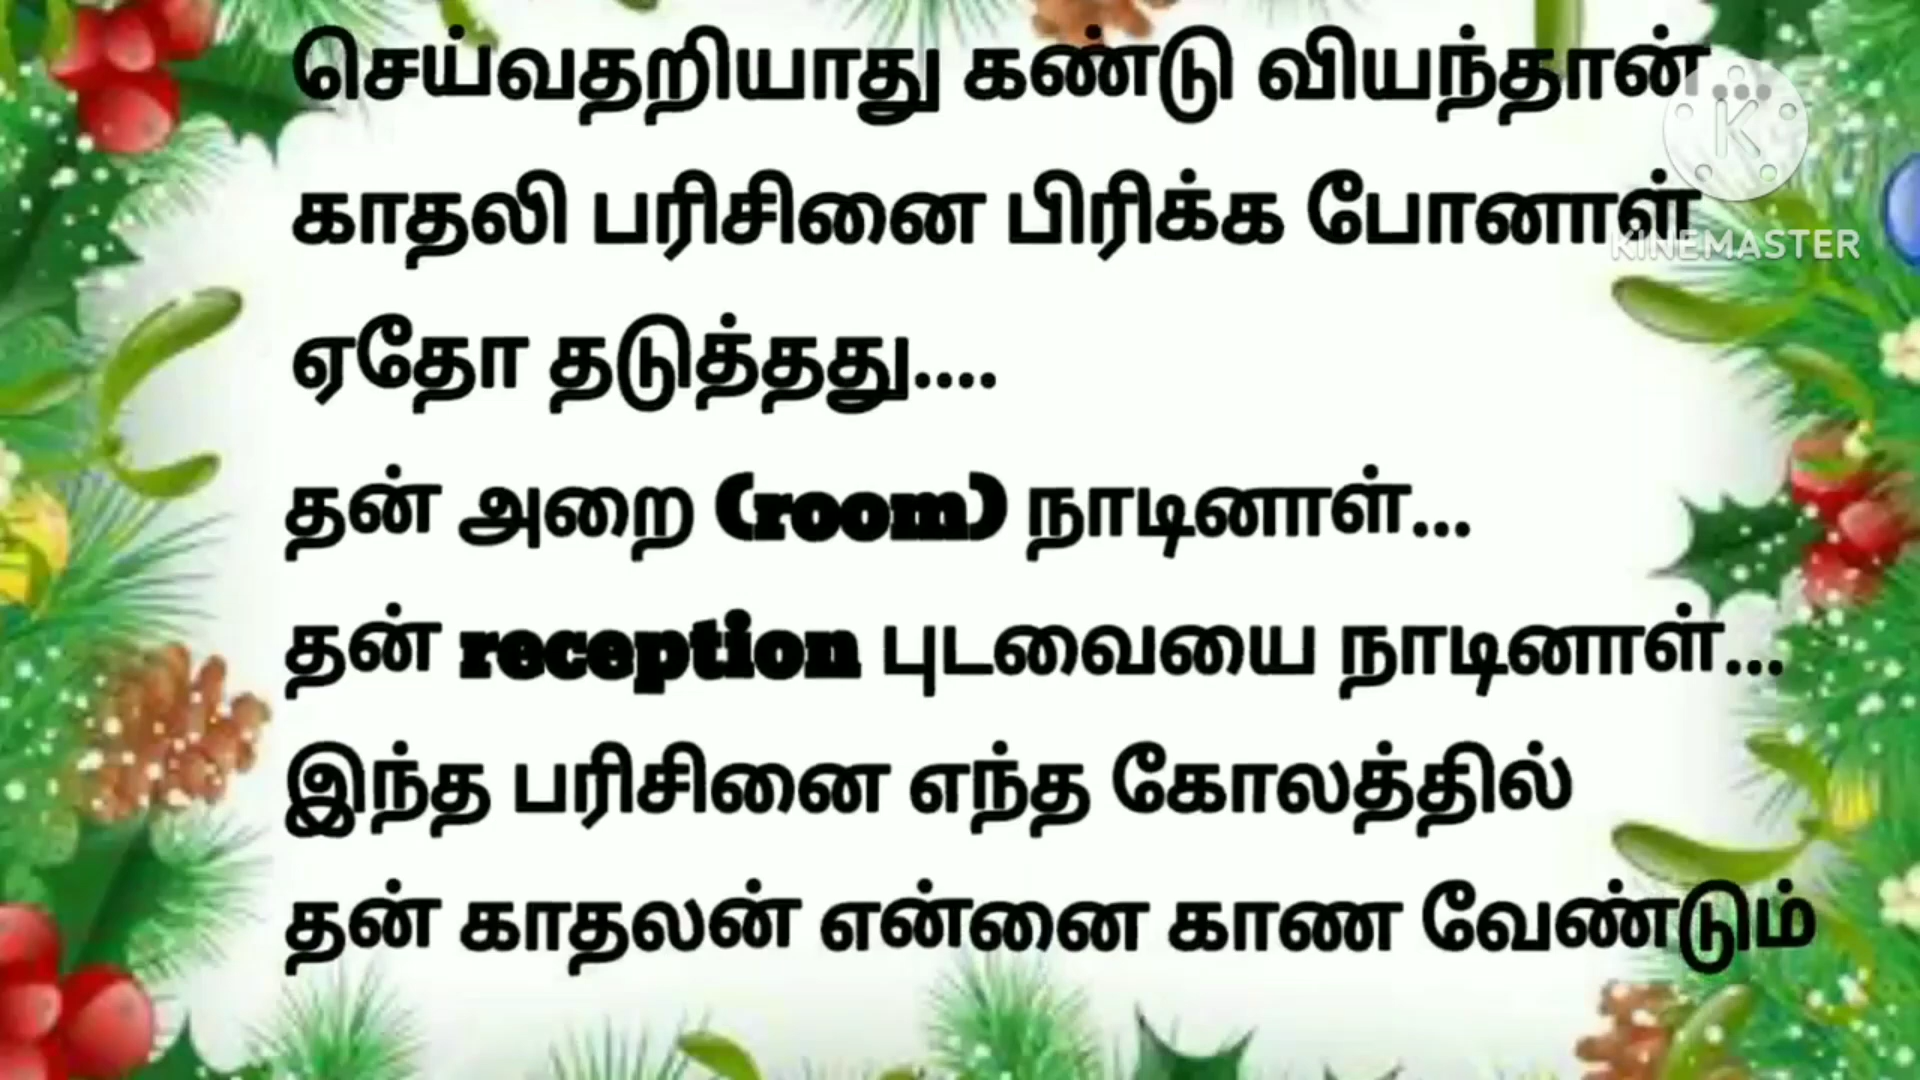 செய்வதறியாது கண்டு வியந்தான்
காதலி பரிசினை பிரிக்க போனாள்
KINEMASTER
ஏதோ தடுத்தது....
தன் அறை (room) நாடினாள்...
தன் reception புடவையை நாடினாள்...
இந்த பரிசினை எந்த கோலத்தில்
தன் காதலன் என்னை காண வேண்டும்